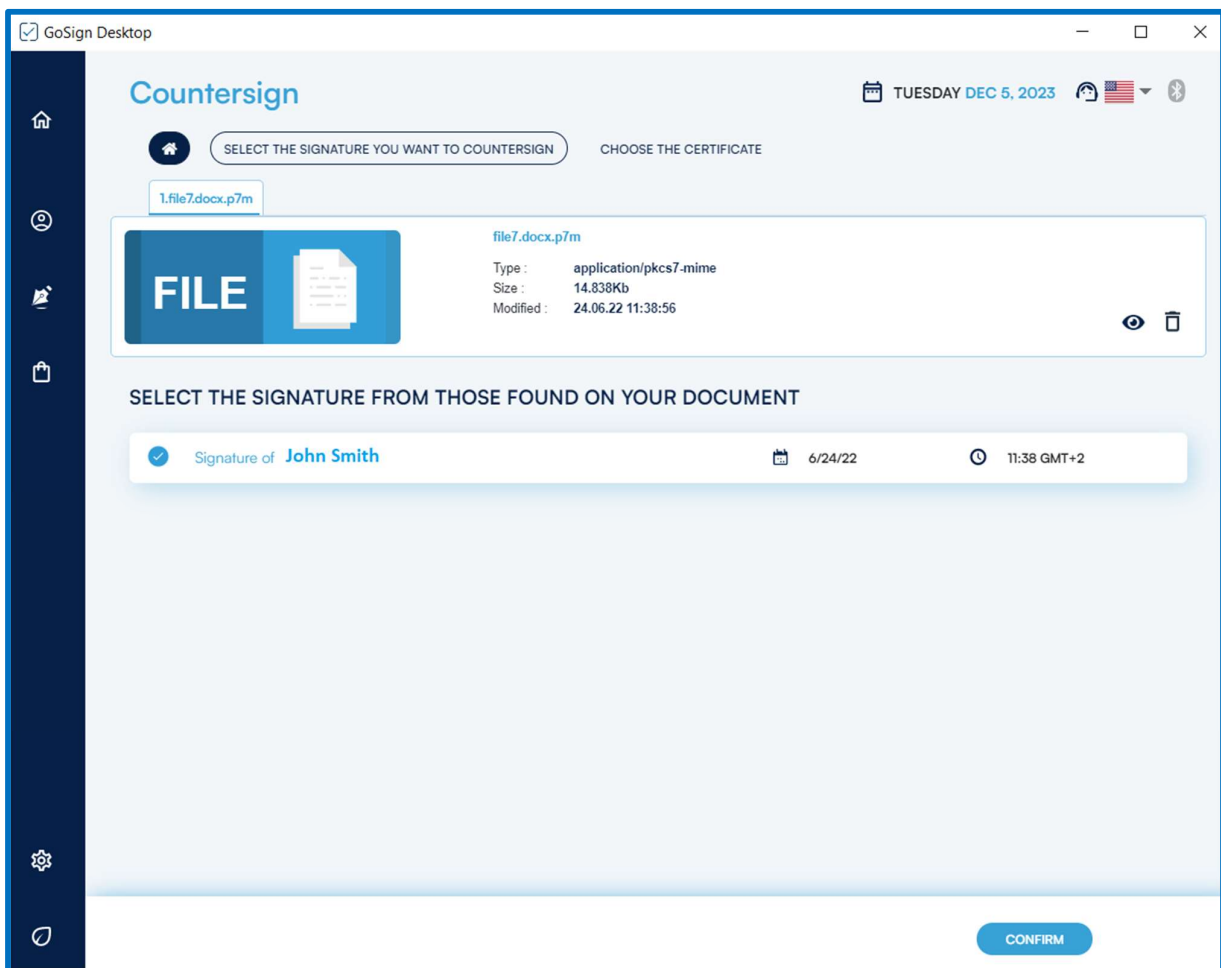 GoSign Desktop
Countersign
TUESDAY DEC 5, 2023
SELECT THE SIGNATURE YOU WANT TO COUNTERSIGN
CHOOSE THE CERTIFICATE
1.file7.docx.p7m
FILE
file7.docx.p7m
Type : application/pkcs7-mime
Size : 14.838Kb
Modified : 24.06.22 11:38:56
SELECT THE SIGNATURE FROM THOSE FOUND ON YOUR DOCUMENT
Signature of John Smith 6/24/22 11:38 GMT+2
CONFIRM